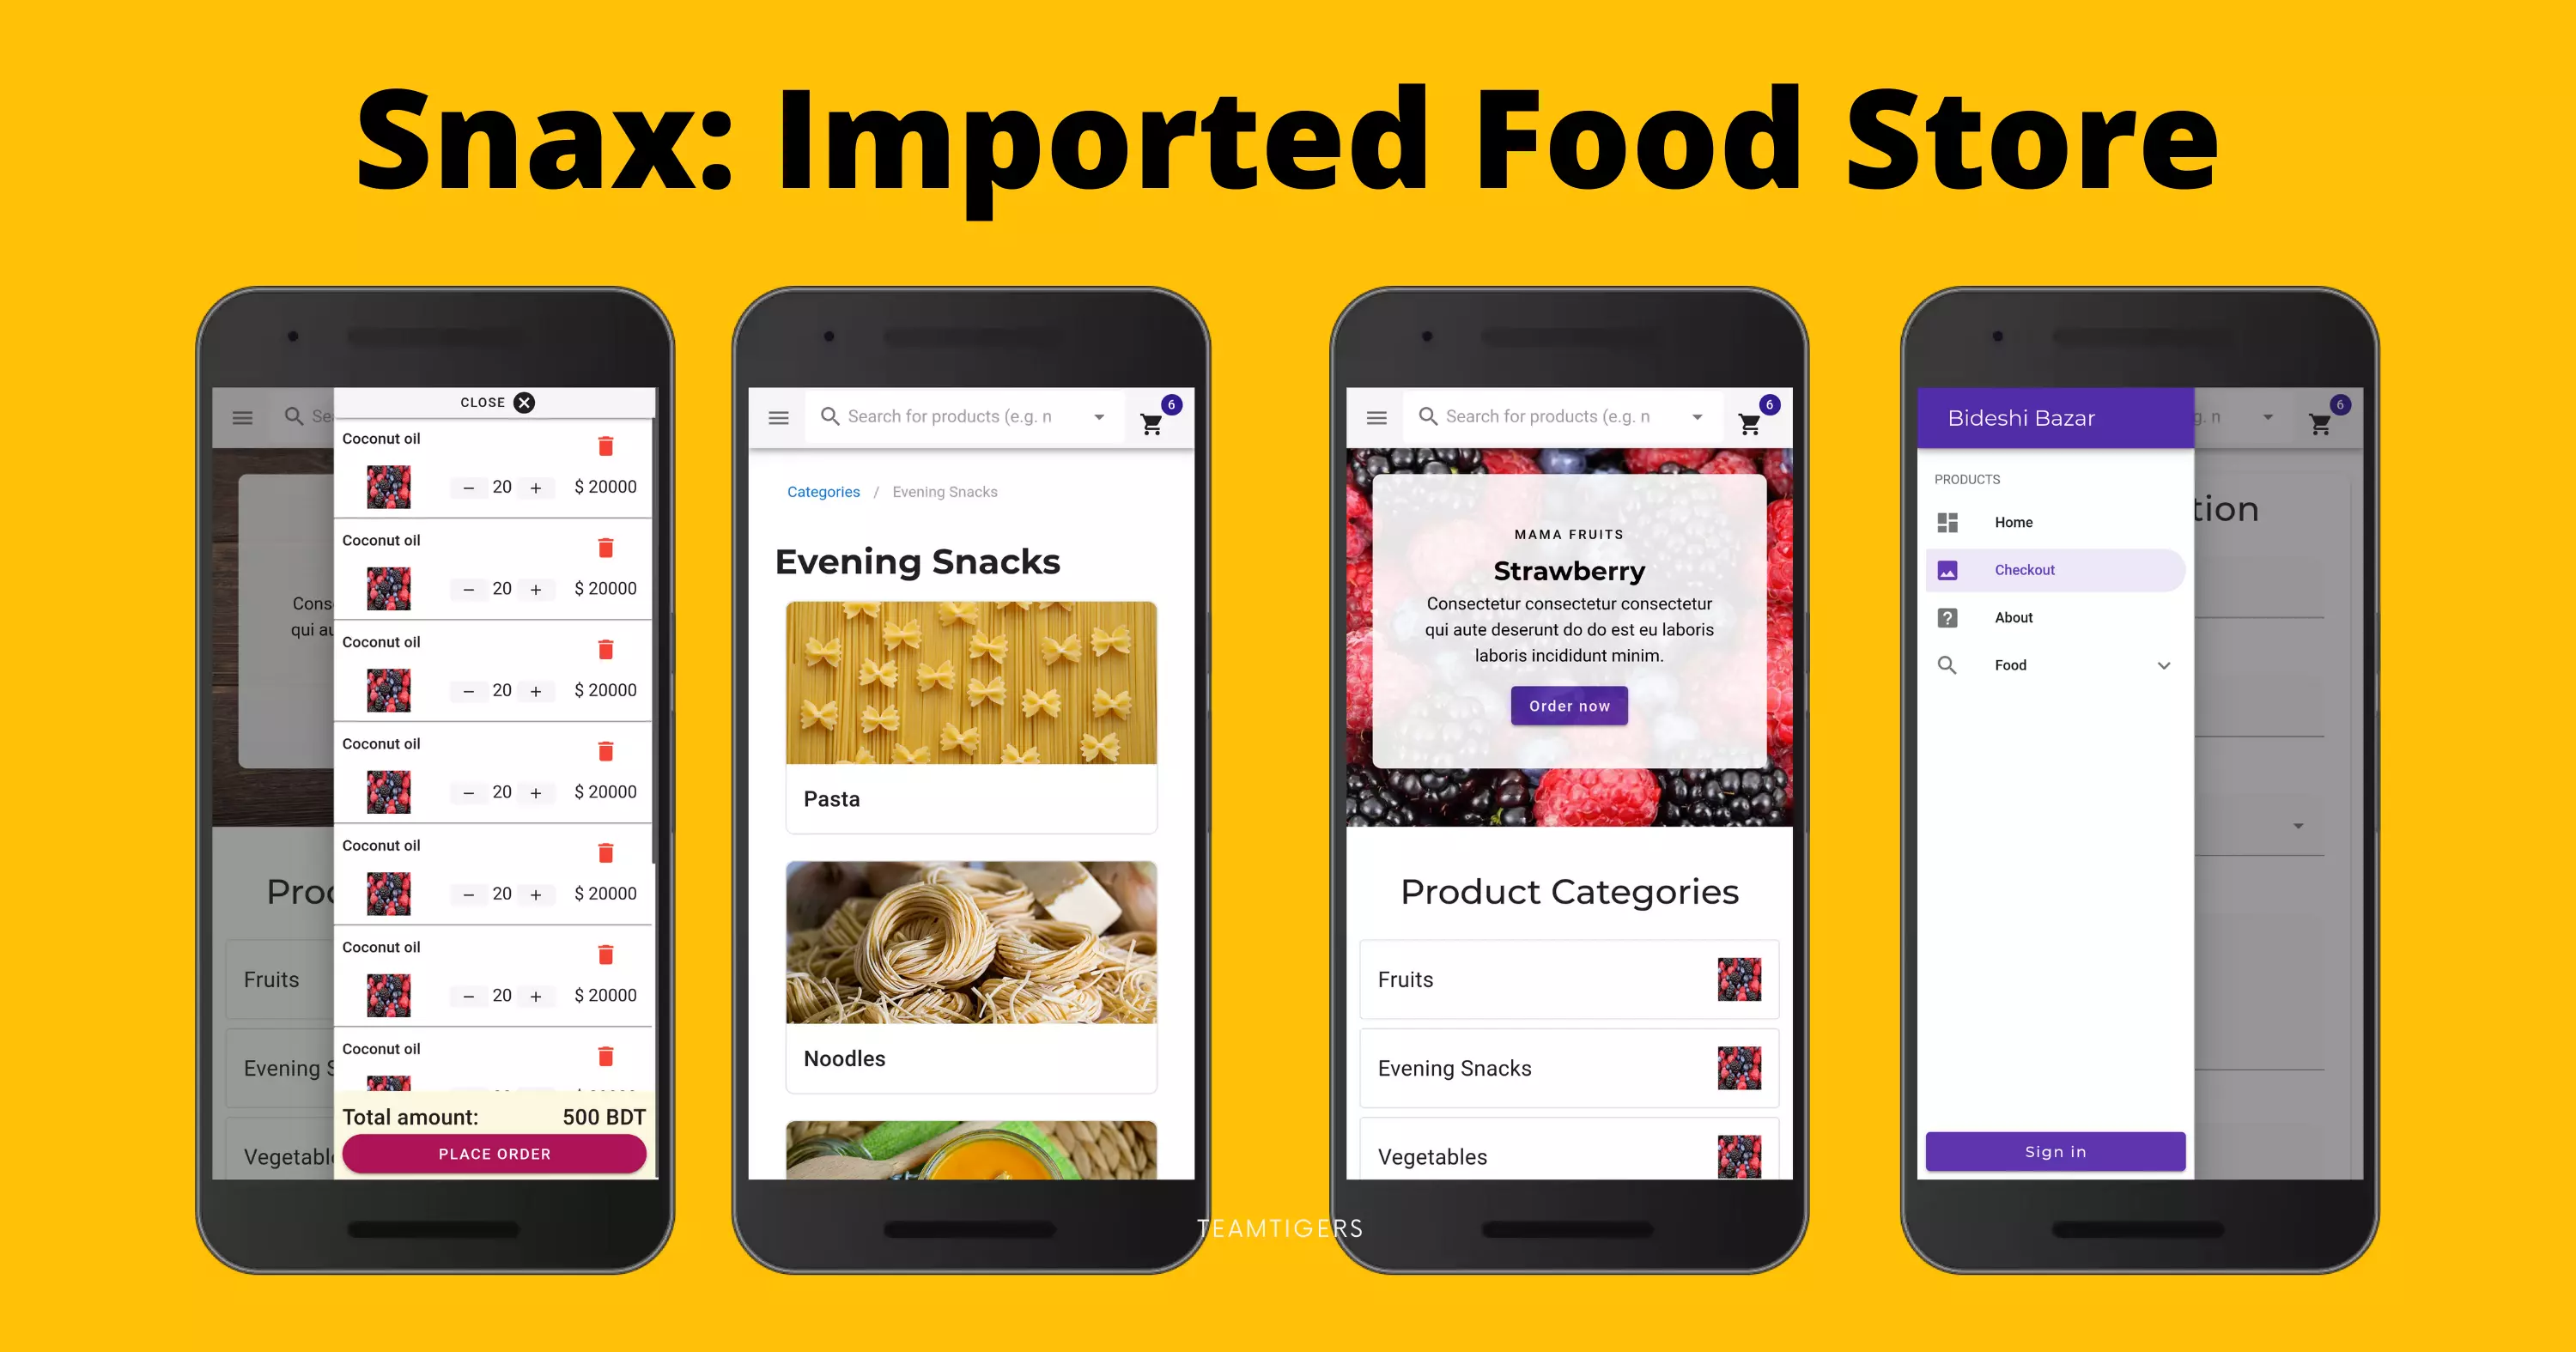 Snax: Imported Food Store
Sea
CLOSE
Coconut oil
20
$ 20000
Coconut oil
20
$ 20000
Coconut oil
20
$ 20000
Coconut oil
20
$ 20000
Coconut oil
20
$ 20000
Coconut oil
20
$ 20000
Coconut oil
Total amount:
500 BDT
PLACE ORDER
Cons
qui au
Proc
Fruits
Evening S
Vegetable
Search for products (e.g. n
6
Categories / Evening Snacks
Evening Snacks
Pasta
Noodles
Search for products (e.g. n
6
MAMA FRUITS
Strawberry
Consectetur consectetur consectetur
qui aute deserunt do do est eu laboris
laboris incididunt minim.
Order now
Product Categories
Fruits
Evening Snacks
Vegetables
Bideshi Bazar
g. n
6
PRODUCTS
Home
Checkout
About
Food
tion
Sign in
TEAMTIGERS